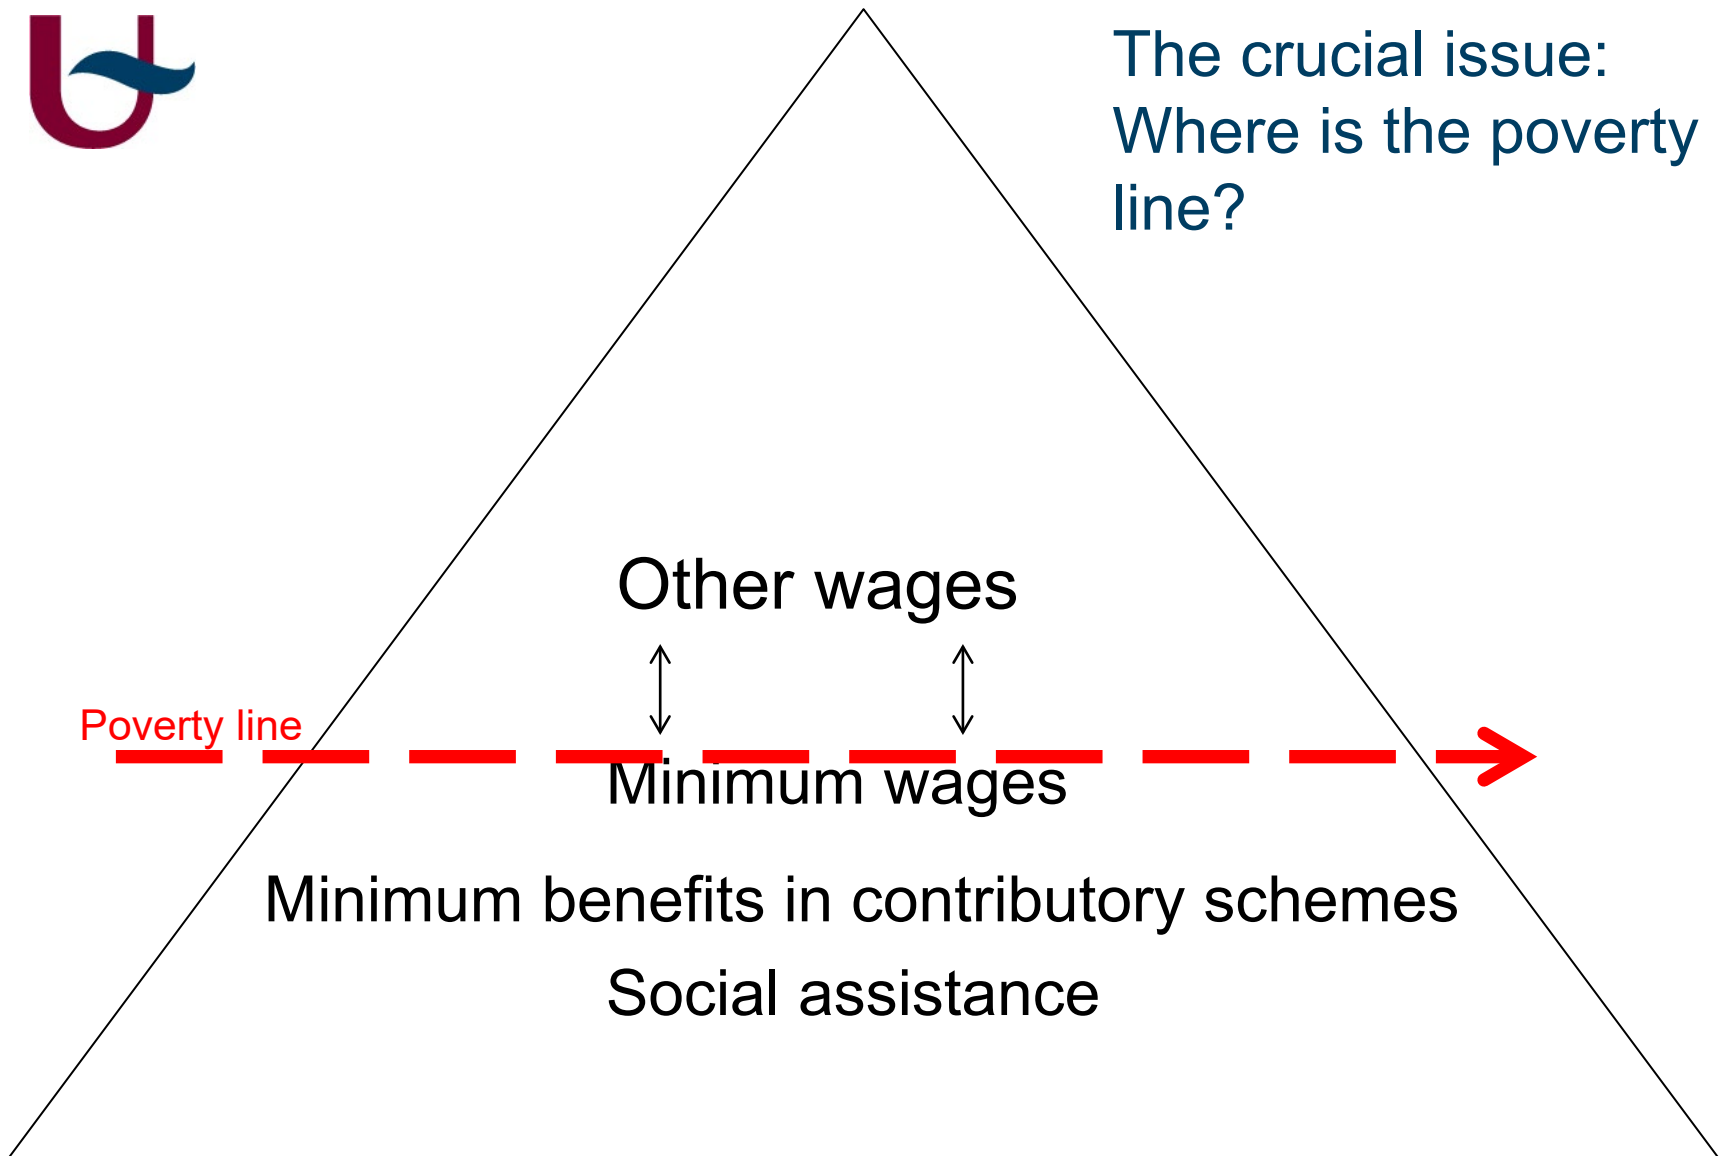 The crucial issue:
Where is the poverty
line?
Other wages
Poverty line
Minimum wages
Minimum benefits in contributory schemes
Social assistance